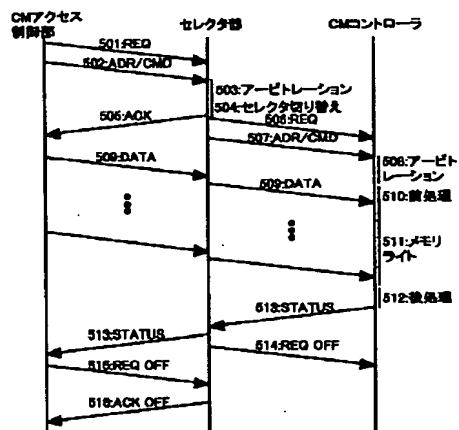 CMアクセス
制御部
セレクタ部
CMコントローラ
501:REQ
502:ADR/CMD
503:アービトレーション
504:セレクタ切り替え
505:ACK
506:REQ
507:ADR/CMD
508:アービト
レーション
509:DATA
509:DATA
510:前処理
511:メモリ
ライト
512:後処理
513:STATUS
513:STATUS
514:REQ OFF
515:REQ OFF
516:ACK OFF